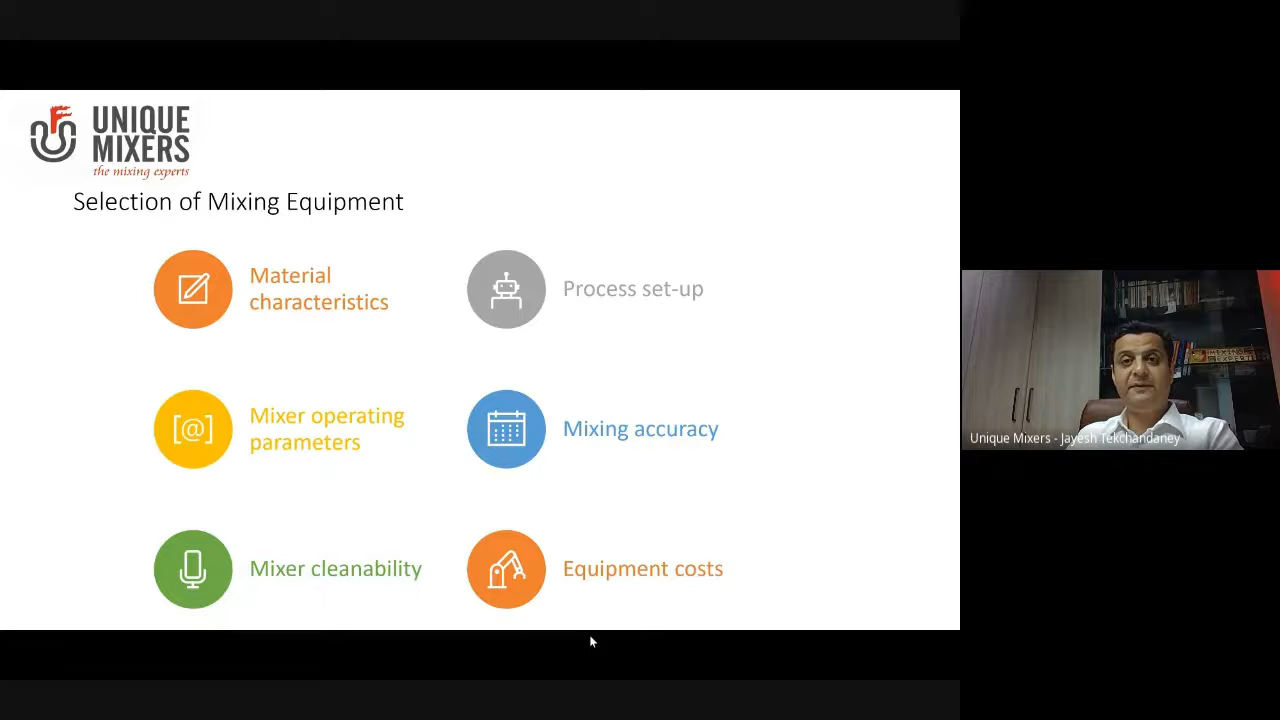 UNIQUE
MIXERS
the mixing experts
Selection of Mixing Equipment
Material
characteristics
Process set-up
[@]
Mixer operating
parameters
Mixing accuracy
Mixer cleanability
Equipment costs
Unique Mixers - Jayesh Tekchandaney